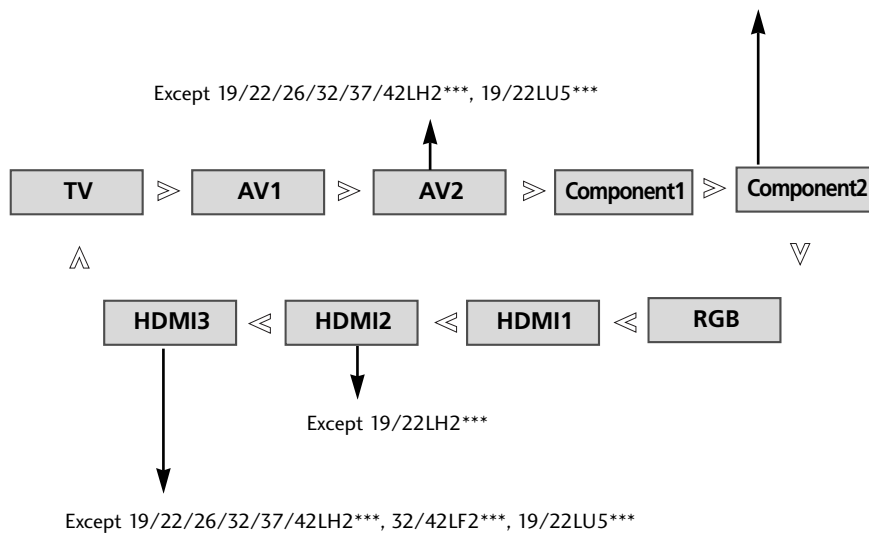 Except 19/22/26/32/37/42LH2***, 19/22LU5***
TV AV1 AV2 Component1 Component2
HDMI3 HDMI2 HDMI1 RGB
Except 19/22LH2***
Except 19/22/26/32/37/42LH2***, 32/42LF2***, 19/22LU5***